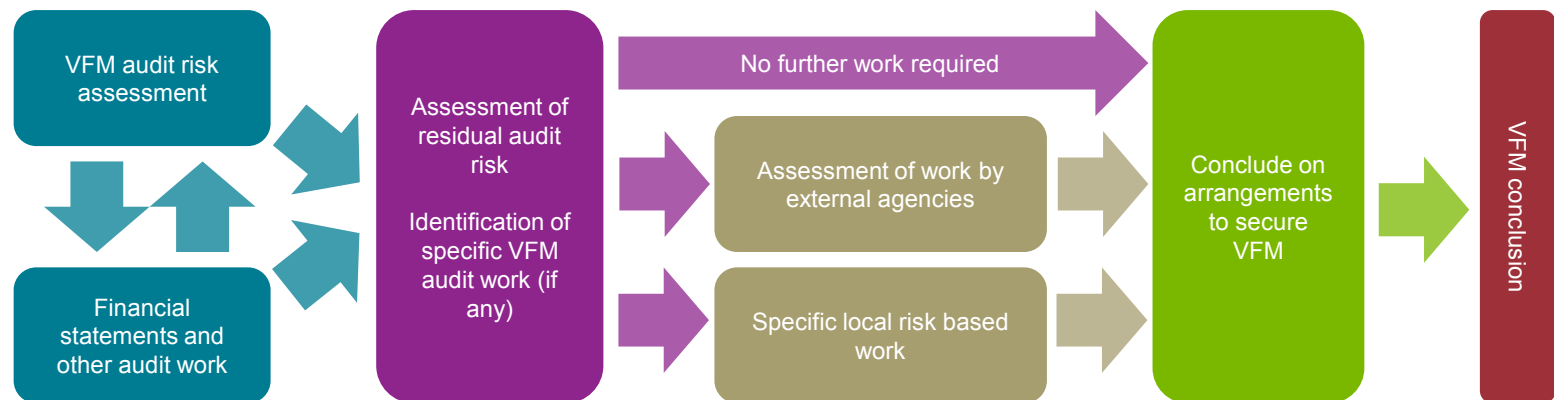 VFM audit risk
assessment
Financial
statements and
other audit work
Assessment of
residual audit
risk
Identification of
specific VFM
audit work (if
any)
No further work required
Assessment of work by
external agencies
Specific local risk based
work
Conclude on
arrangements
to secure
VFM
VFM conclusion